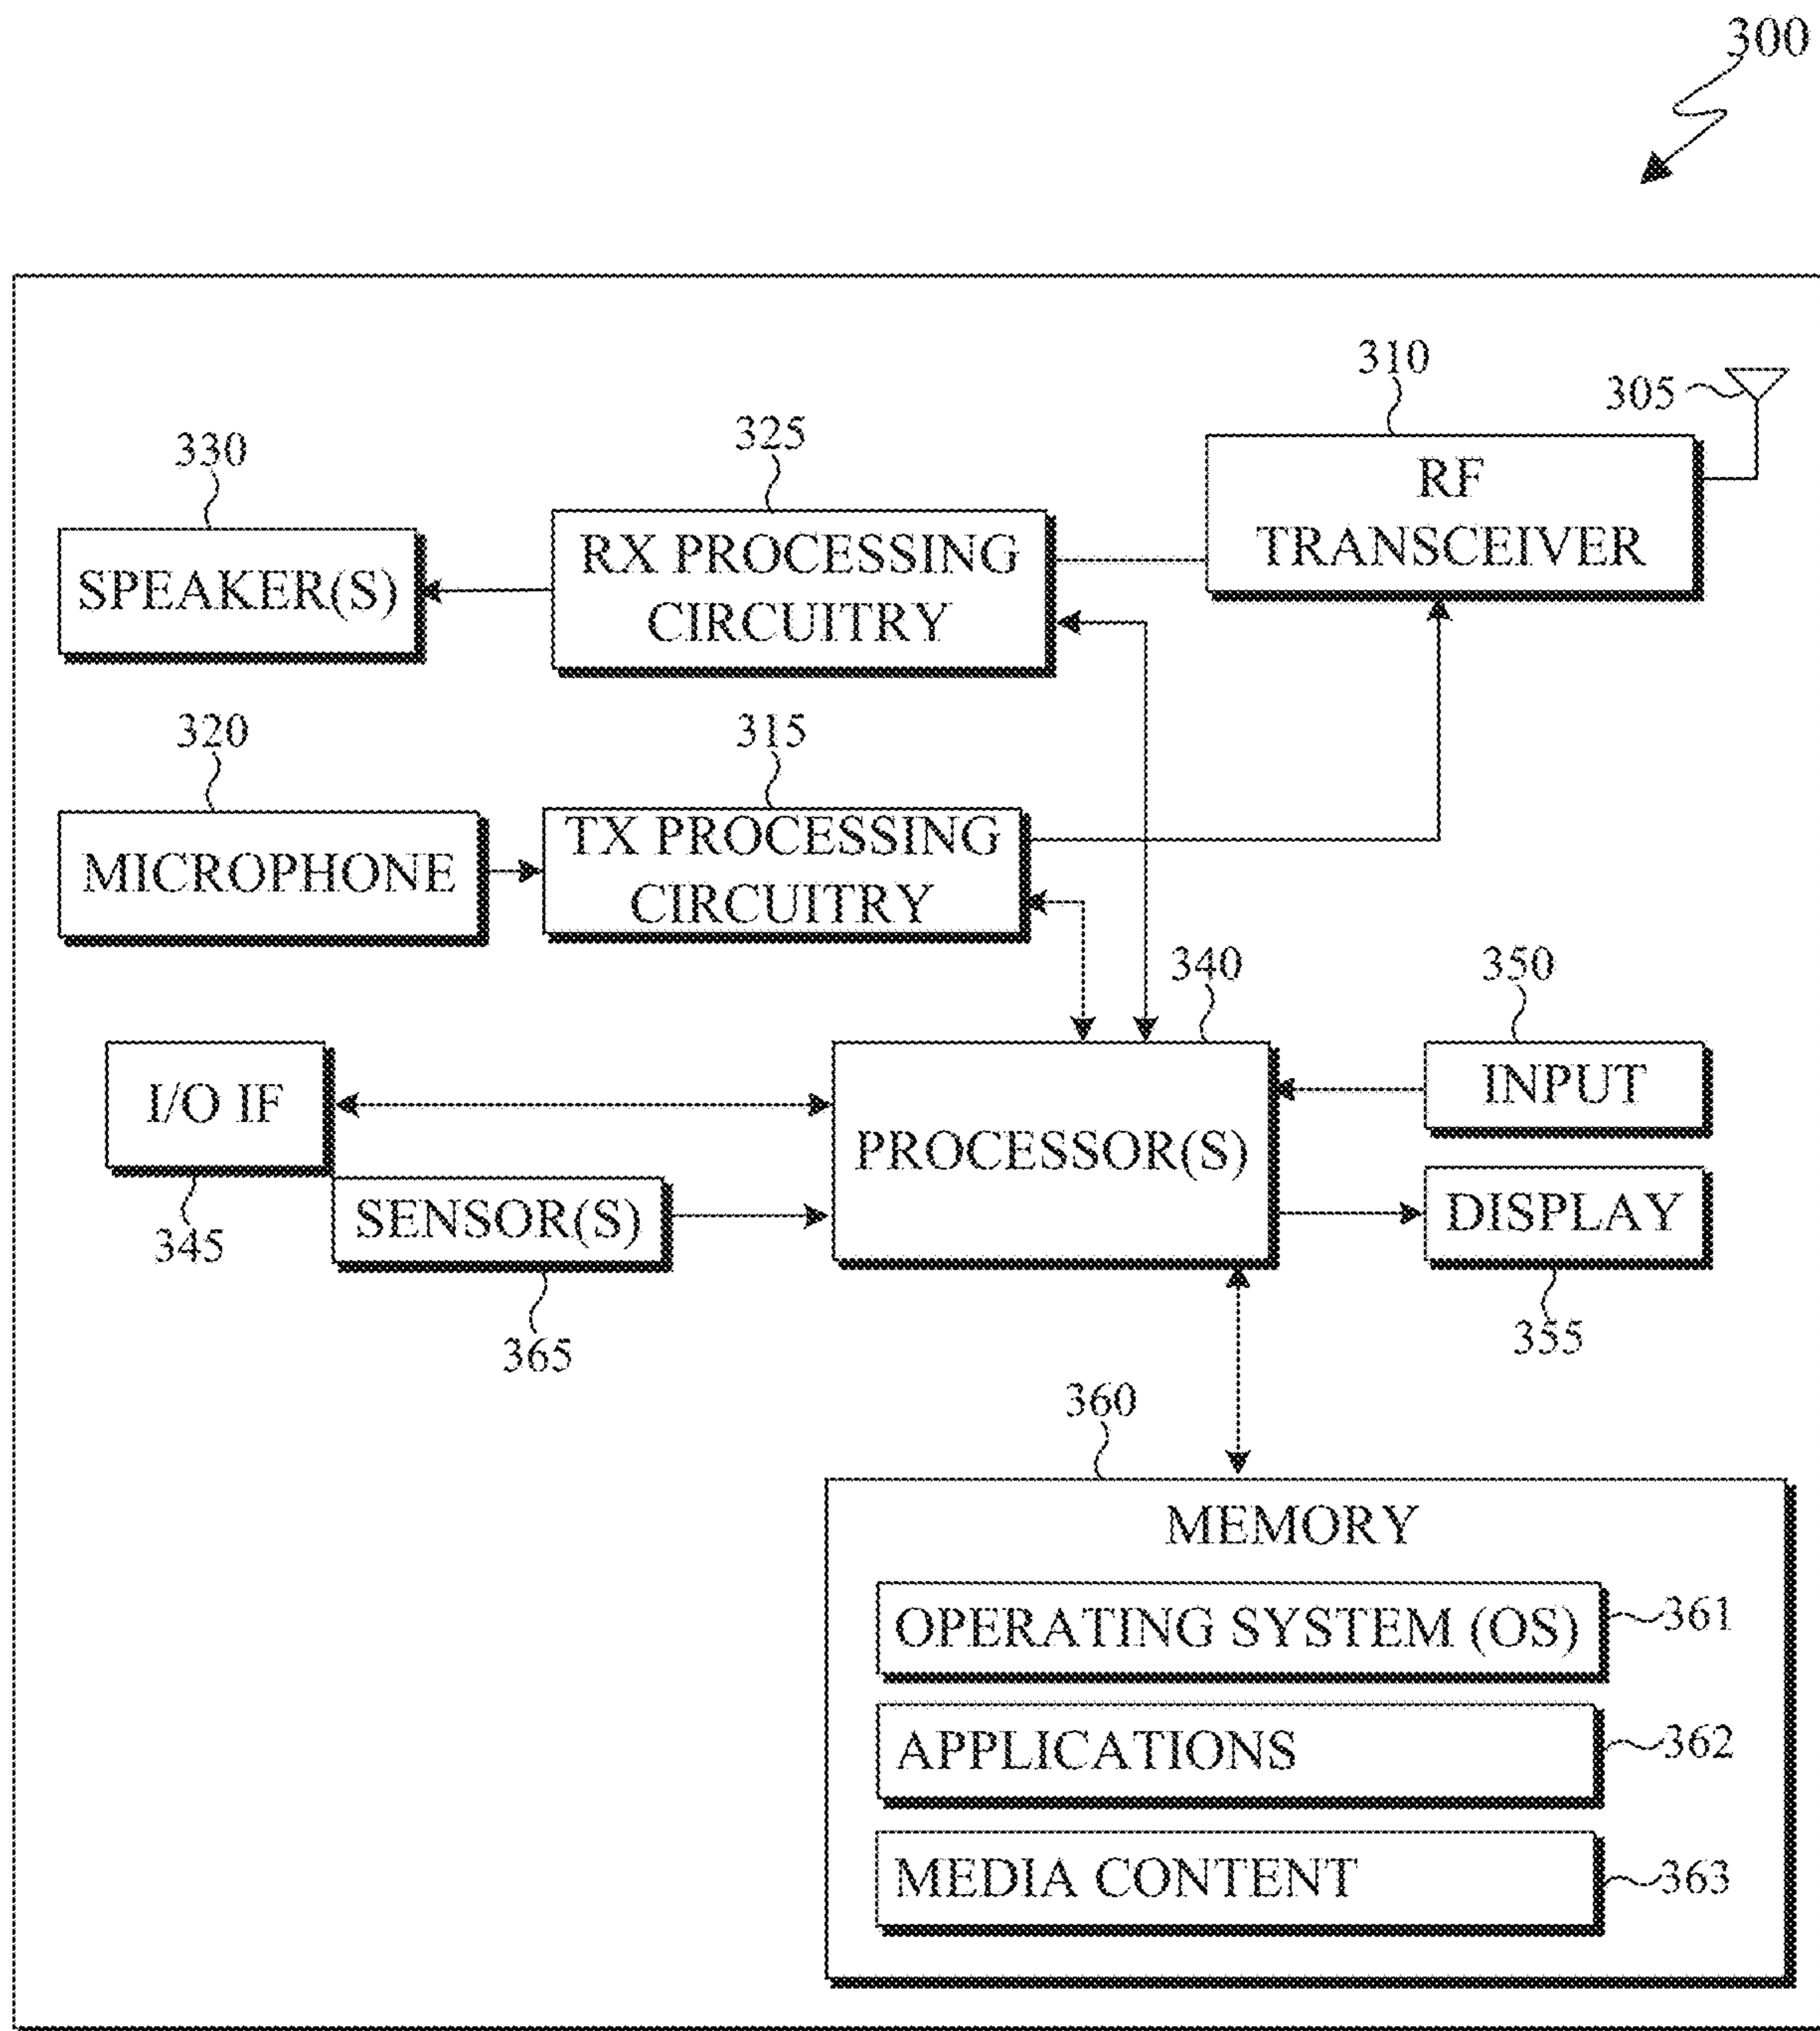 300
310
305
325
330
RF
TRANSCEIVER
RX PROCESSING
CIRCUITRY
SPEAKER(S)
320
315
MICROPHONE
TX PROCESSING
CIRCUITRY
340
350
I/O IF
INPUT
PROCESSOR(S)
SENSOR(S)
DISPLAY
345
365
355
360
MEMORY
OPERATING SYSTEM (OS)
361
APPLICATIONS
362
MEDIA CONTENT
363